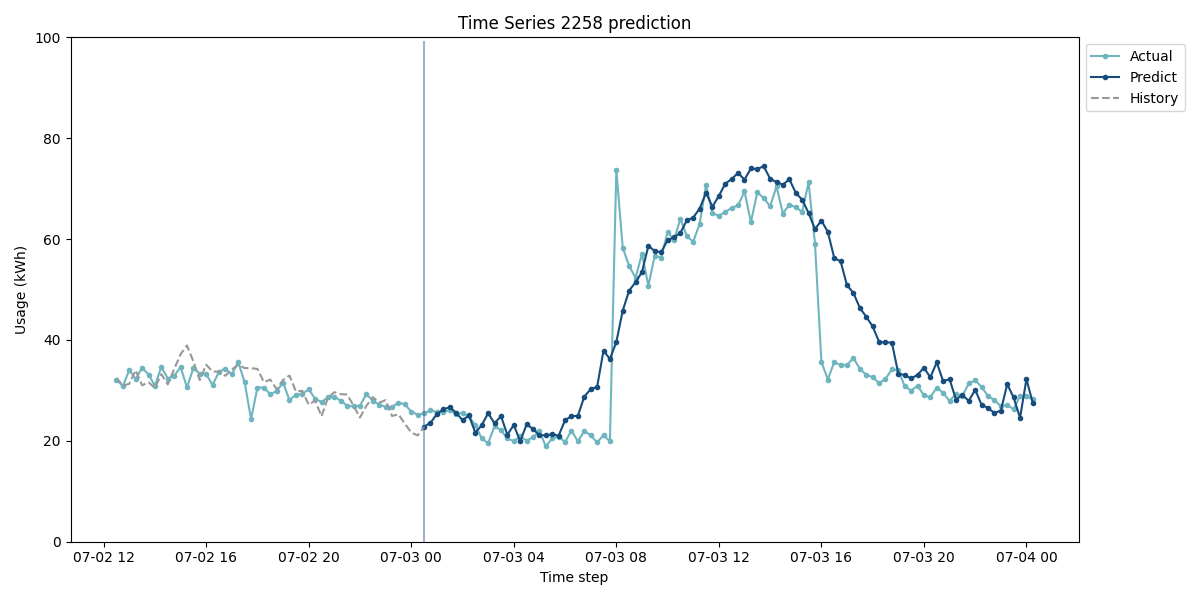 Time Series 2258 prediction
100
80
60
40
20
0
Usage (kWh)
07-02 12
07-02 16
07-02 20
07-03 00
07-03 04
07-03 08
07-03 12
07-03 16
07-03 20
07-04 00
Time step
Actual
Predict
History